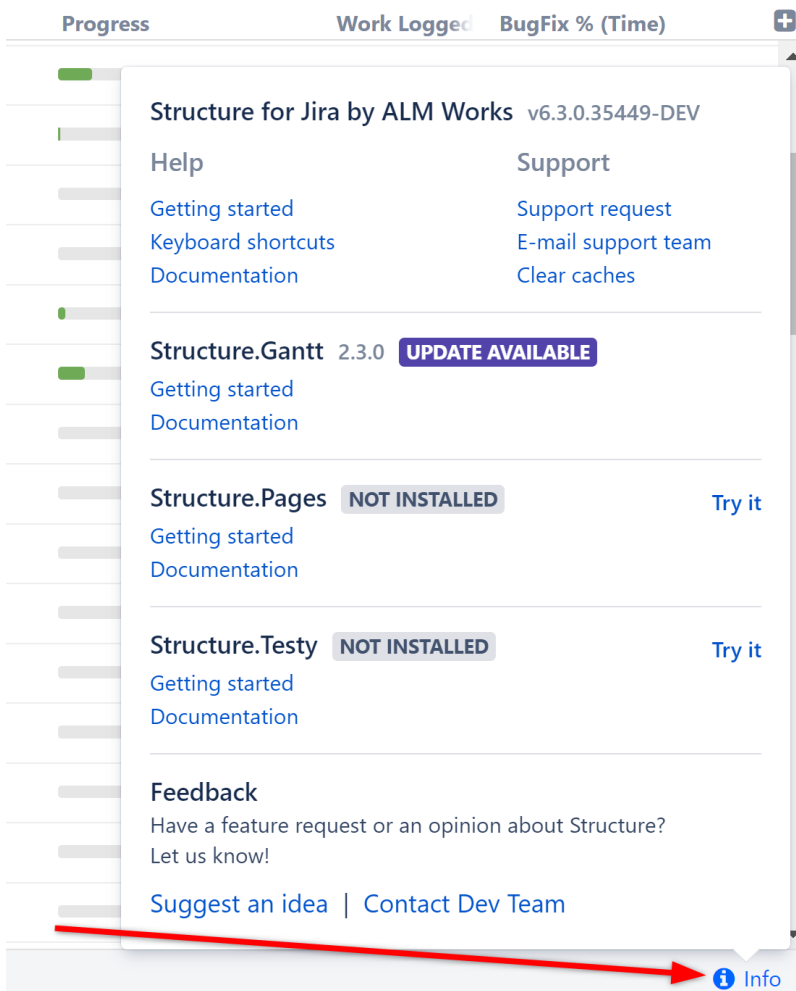 Progress Work Logged BugFix % (Time)
Structure for Jira by ALM Works v6.3.0.35449-DEV
Help
Getting started
Keyboard shortcuts
Documentation
Support
Support request
E-mail support team
Clear caches
Structure.Gantt 2.3.0 UPDATE AVAILABLE
Getting started
Documentation
Structure.Pages NOT INSTALLED Try it
Getting started
Documentation
Structure.Testy NOT INSTALLED Try it
Getting started
Documentation
Feedback
Have a feature request or an opinion about Structure?
Let us know!
Suggest an idea | Contact Dev Team
Info